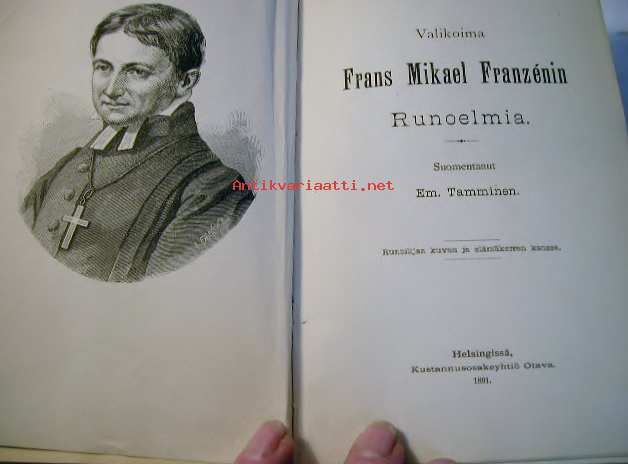 Valikoima
Frans Mikael Franzénin
Runoelmia.
Suomentanut
Em. Tamminen.
Runoilijan kuvan ja elämäkerran kanssa.
Helsingissä,
Kustannusosakeyhtiö Otava.
1891.
Antikvariaatti.net